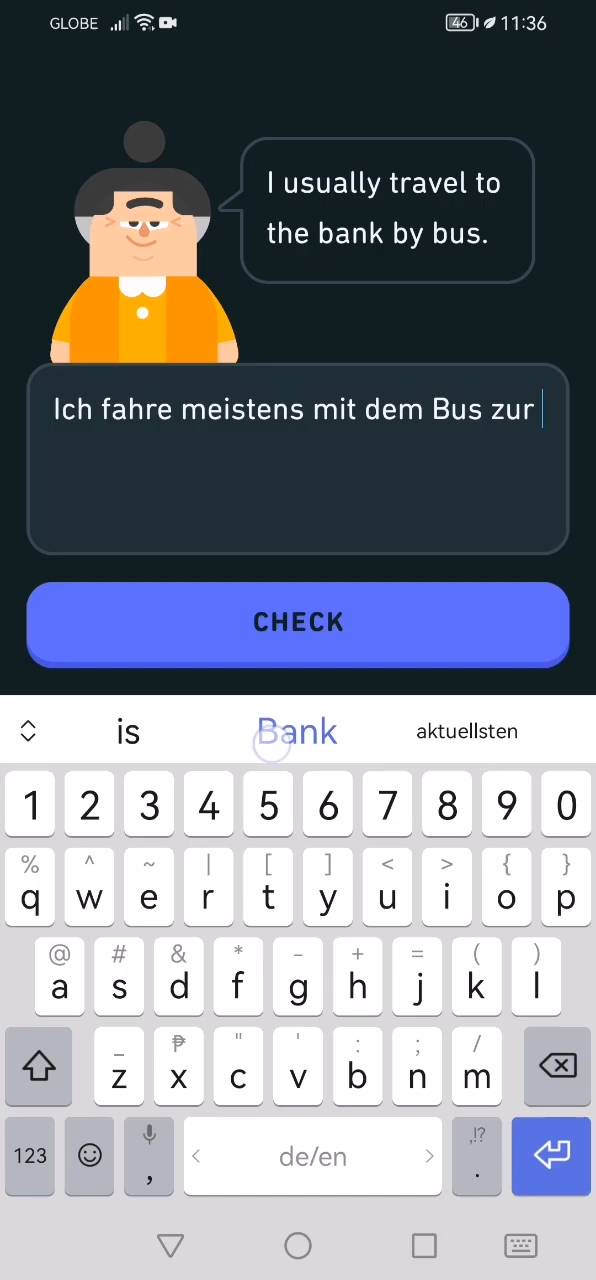 GLOBE 46 11:36
I usually travel to
the bank by bus.
Ich fahre meistens mit dem Bus zur
CHECK
is Bank aktuellsten
1 2 3 4 5 6 7 8 9 0
% ^ ~ | [ ] < > { }
q w e r t y u i o p
@ # & * - + = ( )
a s d f g h j k l
_ ₱ " ' : ; /
z x c v b n m
123 , < de/en > ,!? .